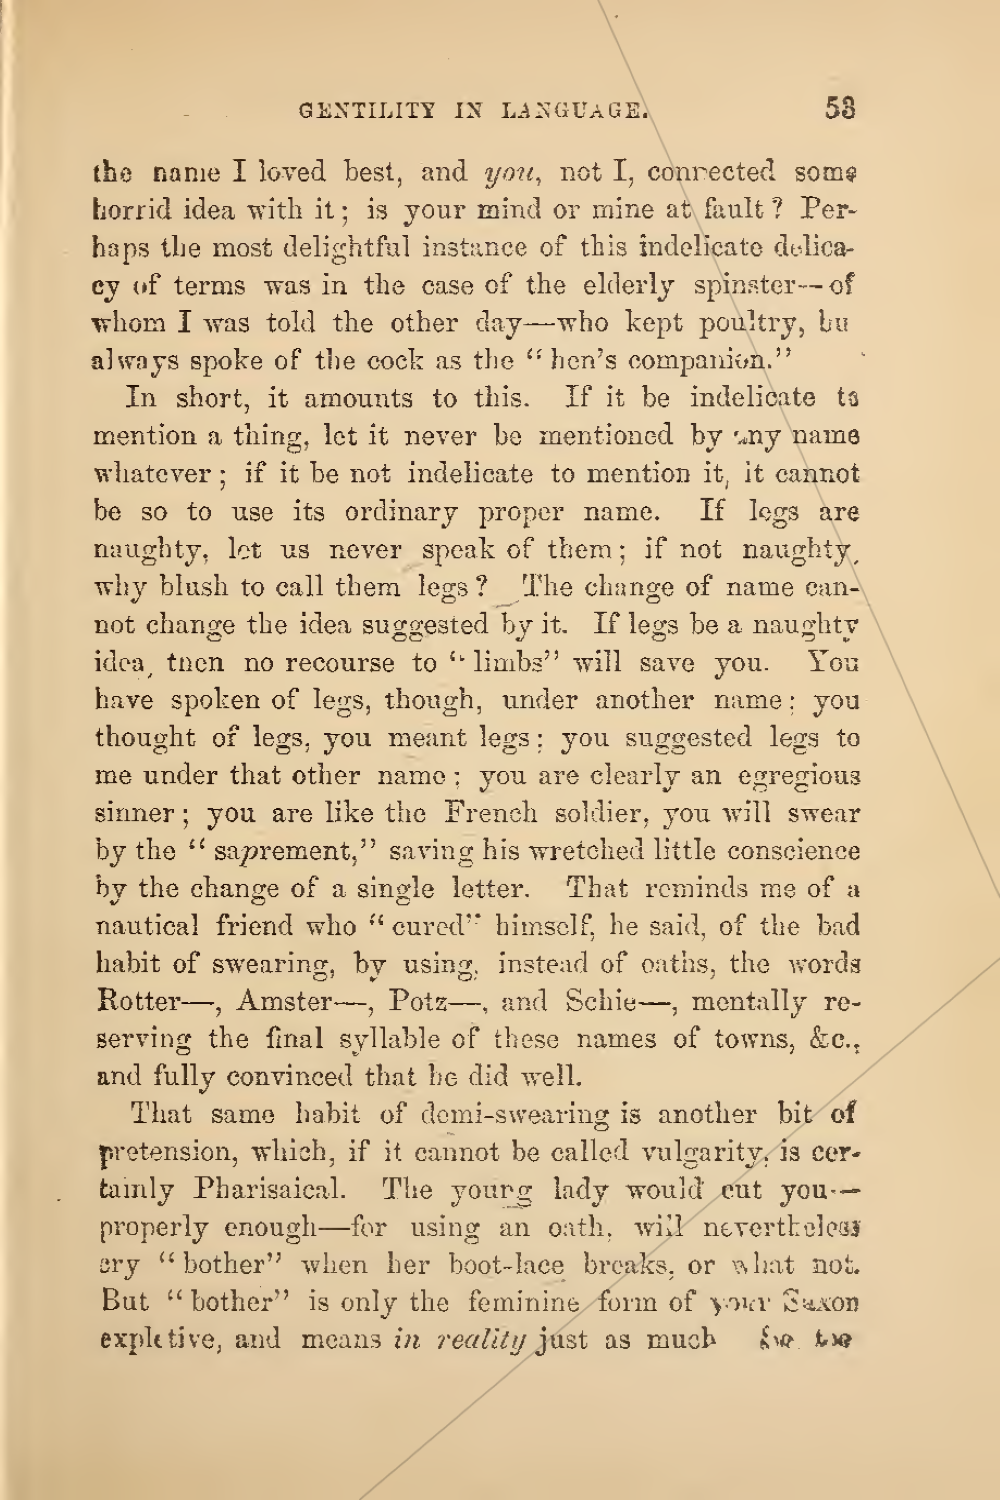 GENTILITY IN LANGUAGE. 53
the name I loved best, and you, not I, connected some
horrid idea with it; is your mind or mine at fault? Per-
haps the most delightful instance of this indelicate delica-
cy of terms was in the case of the elderly spinster—of
whom I was told the other day—who kept poultry, bu
always spoke of the cock as the "hen's companion."
In short, it amounts to this. If it be indelicate to
mention a thing, let it never be mentioned by any name
whatever; if it be not indelicate to mention it, it cannot
be so to use its ordinary proper name. If legs are
naughty, let us never speak of them; if not naughty,
why blush to call them legs? The change of name can-
not change the idea suggested by it. If legs be a naughty
idea, then no recourse to "limbs" will save you. You
have spoken of legs, though, under another name: you
thought of legs, you meant legs; you suggested legs to
me under that other name; you are clearly an egregious
sinner; you are like the French soldier, you will swear
by the "saprement," saving his wretched little conscience
by the change of a single letter. That reminds me of a
nautical friend who "cured" himself, he said, of the bad
habit of swearing, by using, instead of oaths, the words
Rotter—, Amster—, Potz—, and Schie—, mentally re-
serving the final syllable of these names of towns, &c.,
and fully convinced that he did well.
That same habit of demi-swearing is another bit of
pretension, which, if it cannot be called vulgarity, is cer-
tainly Pharisaical. The young lady would cut you—
properly enough—for using an oath, will nevertheless
cry "bother" when her boot-lace breaks, or what not.
But "bother" is only the feminine form of your Saxon
expletive, and means in reality just as much